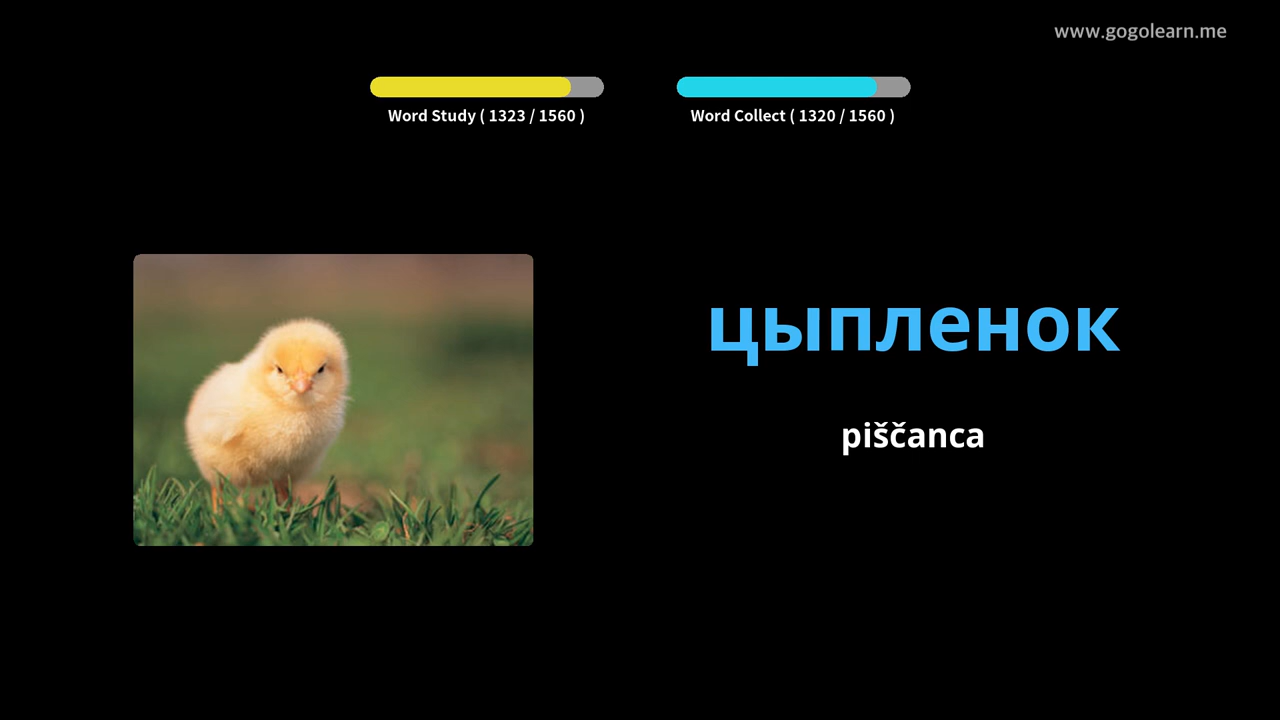 www.gogolearn.me
Word Study ( 1323 / 1560 )
Word Collect ( 1320 / 1560 )
цыпленок
piščanca